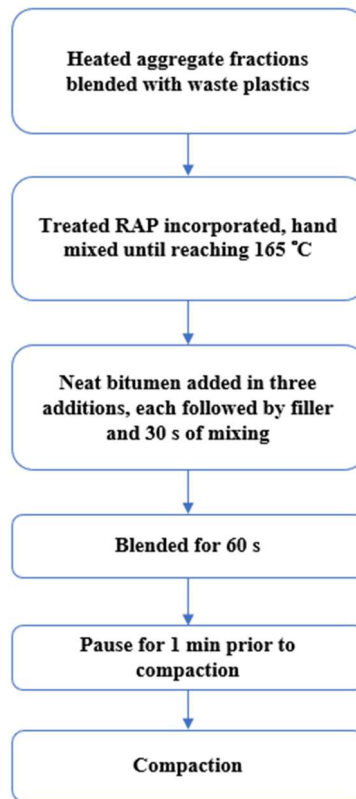 Heated aggregate fractions
blended with waste plastics
Treated RAP incorporated, hand
mixed until reaching 165 ˚C
Neat bitumen added in three
additions, each followed by filler
and 30 s of mixing
Blended for 60 s
Pause for 1 min prior to
compaction
Compaction